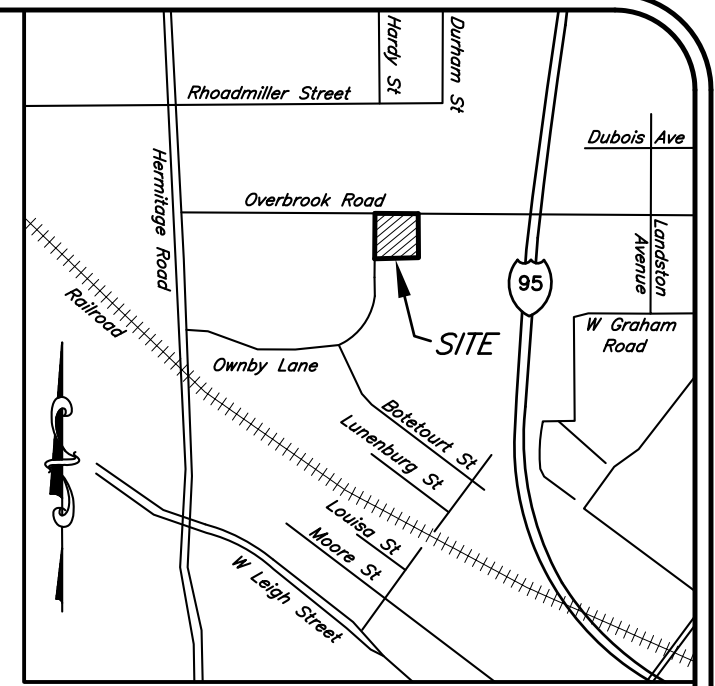 Hardy St
Durham St
Rhoadmiller Street
Dubois Ave
Hermitage Road
Overbrook Road
Landston
Avenue
95
Railroad
SITE
W Graham
Road
Ownby Lane
Botetourt St
Lunenburg St
Louisa St
Moore St
W Leigh Street